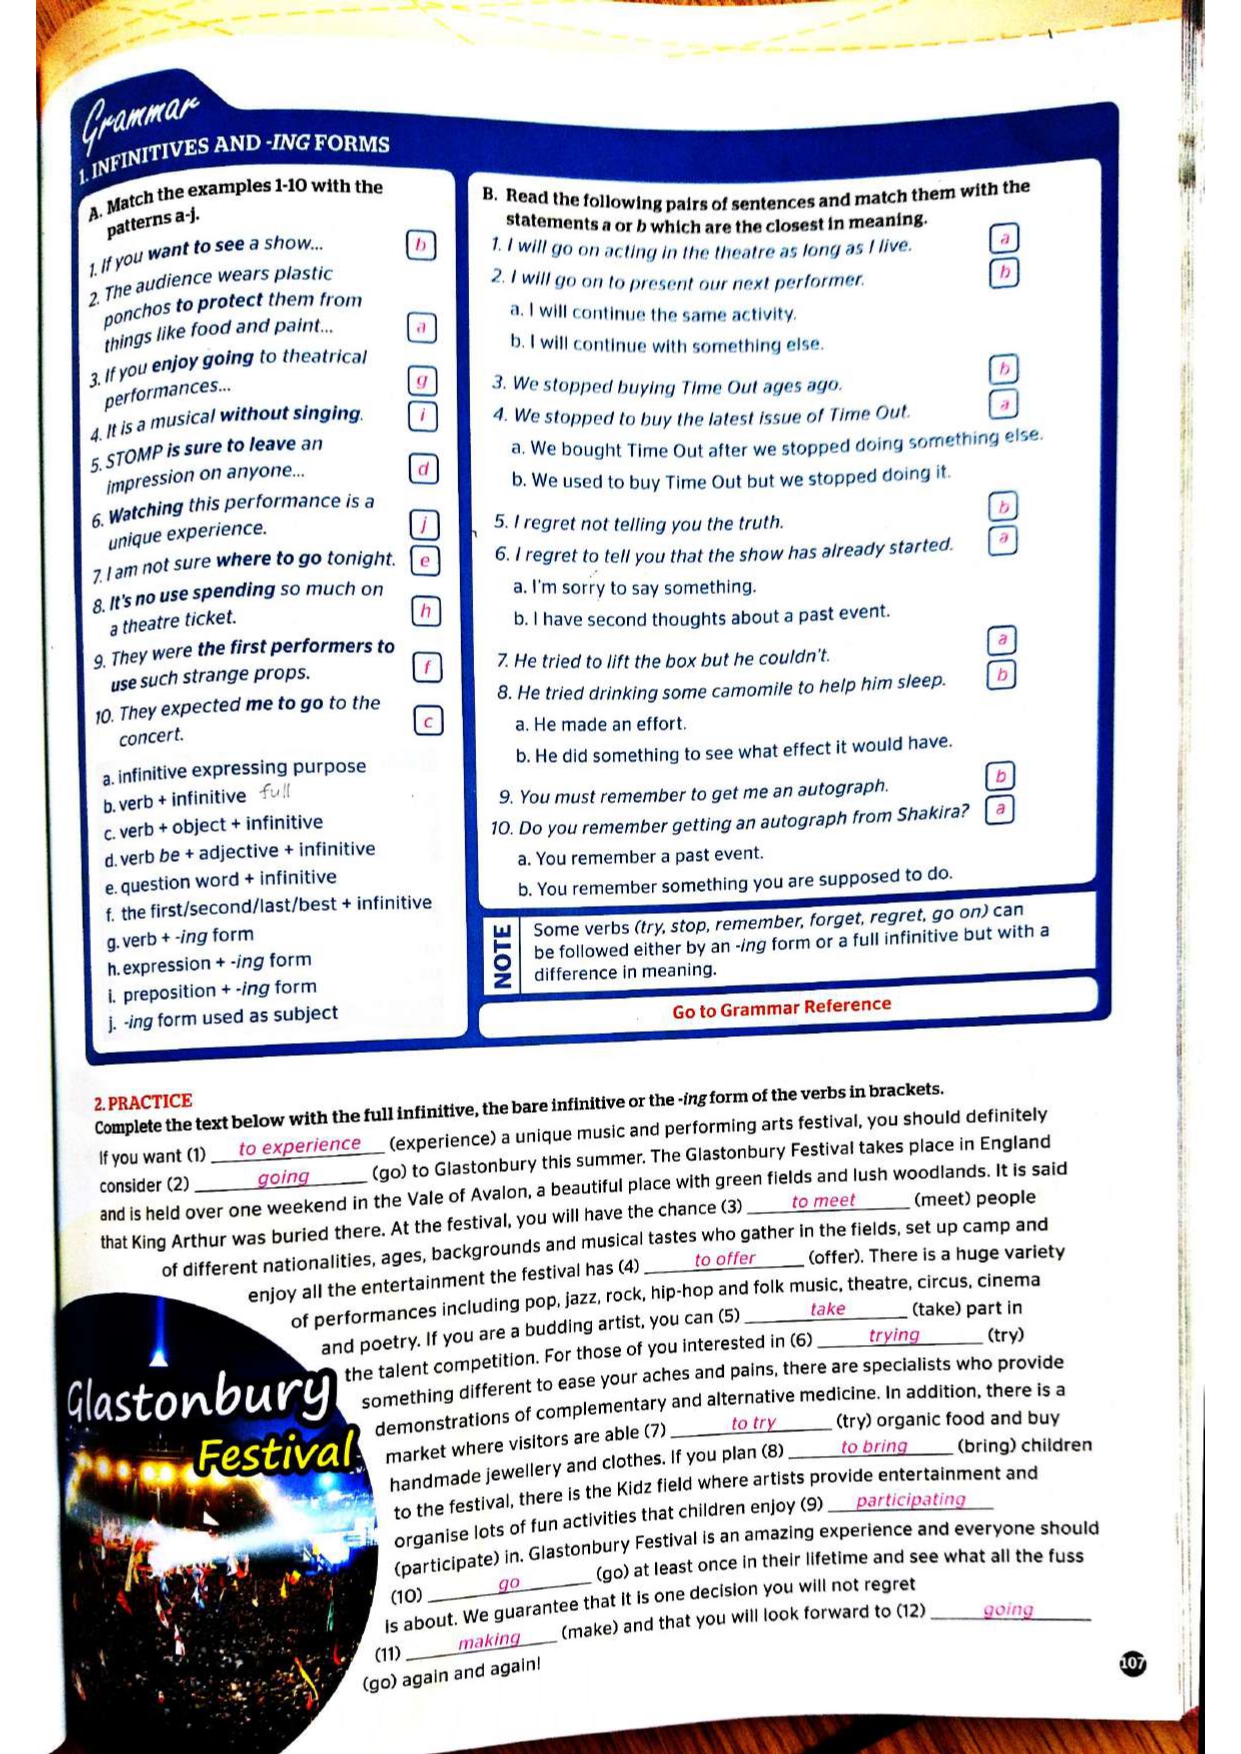 Grammar
1. INFINITIVES AND -ING FORMS
A. Match the examples 1-10 with the
patterns a-j.
1. If you want to see a show...
b
2. The audience wears plastic
ponchos to protect them from
things like food and paint...
a
3. If you enjoy going to theatrical
performances...
g
4. It is a musical without singing.
i
5. STOMP is sure to leave an
impression on anyone...
d
6. Watching this performance is a
unique experience.
j
7. I am not sure where to go tonight.
e
8. It's no use spending so much on
a theatre ticket.
h
9. They were the first performers to
use such strange props.
f
10. They expected me to go to the
concert.
c
a. infinitive expressing purpose
b. verb + infinitive full
c. verb + object + infinitive
d. verb be + adjective + infinitive
e. question word + infinitive
f. the first/second/last/best + infinitive
g. verb + -ing form
h. expression + -ing form
i. preposition + -ing form
j. -ing form used as subject
B. Read the following pairs of sentences and match them with the
statements a or b which are the closest in meaning.
1. I will go on acting in the theatre as long as I live.
a
2. I will go on to present our next performer.
b
a. I will continue the same activity.
b. I will continue with something else.
3. We stopped buying Time Out ages ago.
b
4. We stopped to buy the latest issue of Time Out.
a
a. We bought Time Out after we stopped doing something else.
b. We used to buy Time Out but we stopped doing it.
5. I regret not telling you the truth.
b
6. I regret to tell you that the show has already started.
a
a. I'm sorry to say something.
b. I have second thoughts about a past event.
7. He tried to lift the box but he couldn't.
a
8. He tried drinking some camomile to help him sleep.
b
a. He made an effort.
b. He did something to see what effect it would have.
9. You must remember to get me an autograph.
b
10. Do you remember getting an autograph from Shakira?
a
a. You remember a past event.
b. You remember something you are supposed to do.
NOTE
Some verbs (try, stop, remember, forget, regret, go on) can
be followed either by an -ing form or a full infinitive but with a
difference in meaning.
Go to Grammar Reference
2. PRACTICE
Complete the text below with the full infinitive, the bare infinitive or the -ing form of the verbs in brackets.
If you want (1) to experience (experience) a unique music and performing arts festival, you should definitely
consider (2) going (go) to Glastonbury this summer. The Glastonbury Festival takes place in England
and is held over one weekend in the Vale of Avalon, a beautiful place with green fields and lush woodlands. It is said
that King Arthur was buried there. At the festival, you will have the chance (3) to meet (meet) people
of different nationalities, ages, backgrounds and musical tastes who gather in the fields, set up camp and
enjoy all the entertainment the festival has (4) to offer (offer). There is a huge variety
of performances including pop, jazz, rock, hip-hop and folk music, theatre, circus, cinema
and poetry. If you are a budding artist, you can (5) take (take) part in
the talent competition. For those of you interested in (6) trying (try)
something different to ease your aches and pains, there are specialists who provide
demonstrations of complementary and alternative medicine. In addition, there is a
market where visitors are able (7) to try (try) organic food and buy
handmade jewellery and clothes. If you plan (8) to bring (bring) children
to the festival, there is the Kidz field where artists provide entertainment and
organise lots of fun activities that children enjoy (9) participating
(participate) in. Glastonbury Festival is an amazing experience and everyone should
(10) go (go) at least once in their lifetime and see what all the fuss
is about. We guarantee that it is one decision you will not regret
(11) making (make) and that you will look forward to (12) going
(go) again and again!
Glastonbury
Festival
107